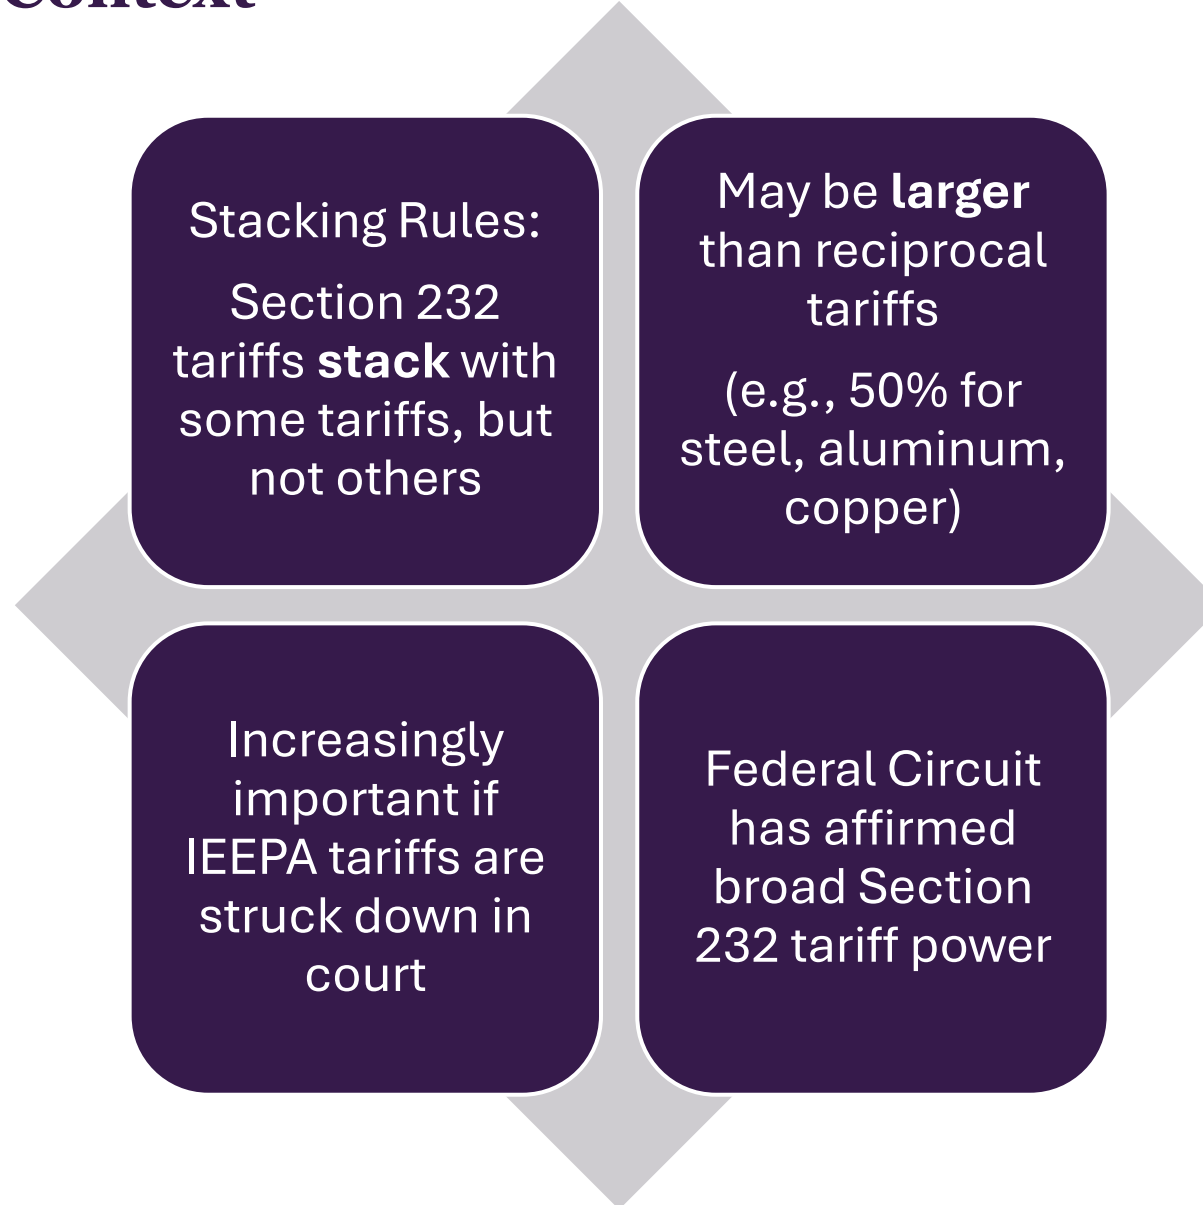 Context
Stacking Rules:
Section 232
tariffs stack with
some tariffs, but
not others
May be larger
than reciprocal
tariffs
(e.g., 50% for
steel, aluminum,
copper)
Increasingly
important if
IEEPA tariffs are
struck down in
court
Federal Circuit
has affirmed
broad Section
232 tariff power